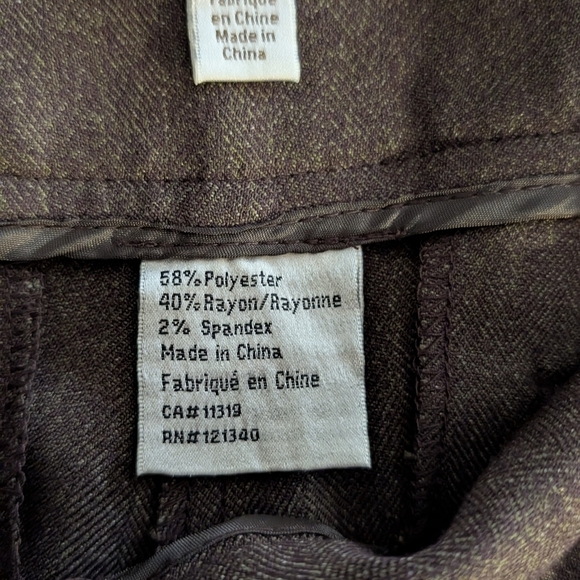 Fabriqué
en Chine
Made in
China
58% Polyester
40% Rayon/Rayonne
2% Spandex
Made in China
Fabriqué en Chine
CA# 11319
RN# 121340